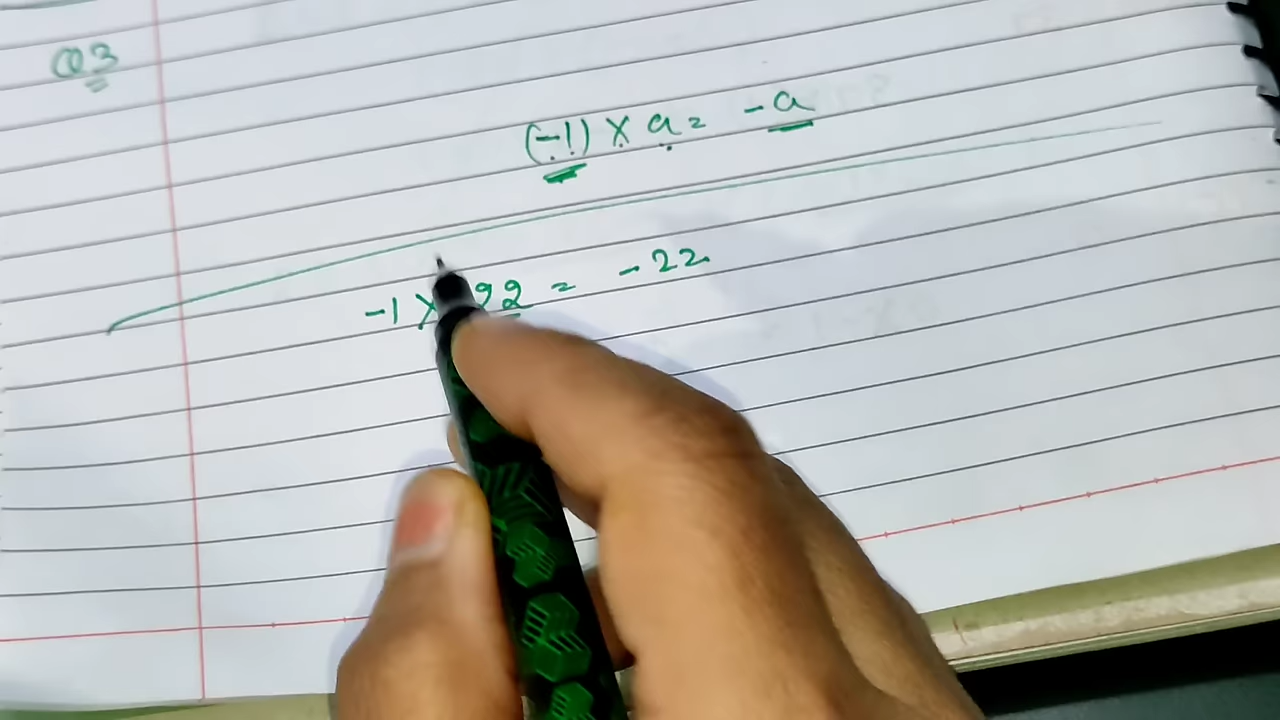 Q3
(-1) X a = -a
-1 X 22 = -22